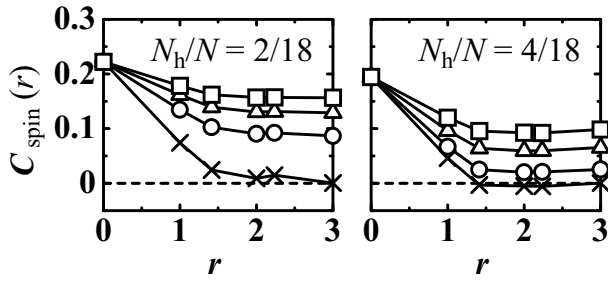 0.3
0.2
0.1
0
C spin (r)
N_h/N = 2/18
N_h/N = 4/18
0 1 2 3 0 1 2 3
r r